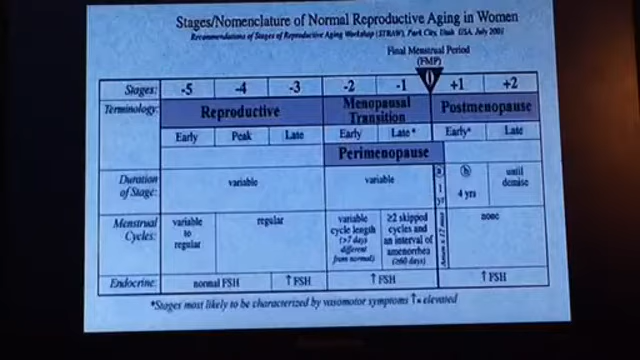 Stages/Nomenclature of Normal Reproductive Aging in Women
Recommendations of Stages of Reproductive Aging Workshop (STRAW), Park City, Utah USA, July 2001
Final Menstrual Period
(FMP)
0
Stages: -5 -4 -3 -2 -1 +1 +2
Terminology: Reproductive Menopausal Transition Postmenopause
Early Peak Late Early Late* Early* Late
Perimenopause
Duration of Stage: variable variable a 1 yr b 4 yrs until demise
Menstrual Cycles: variable to regular regular variable cycle length (>7 days different from normal) ≥2 skipped cycles and an interval of amenorrhea (≥60 days) Amen x 12 mos none
Endocrine: normal FSH ↑ FSH ↑ FSH ↑ FSH
*Stages most likely to be characterized by vasomotor symptoms ↑= elevated